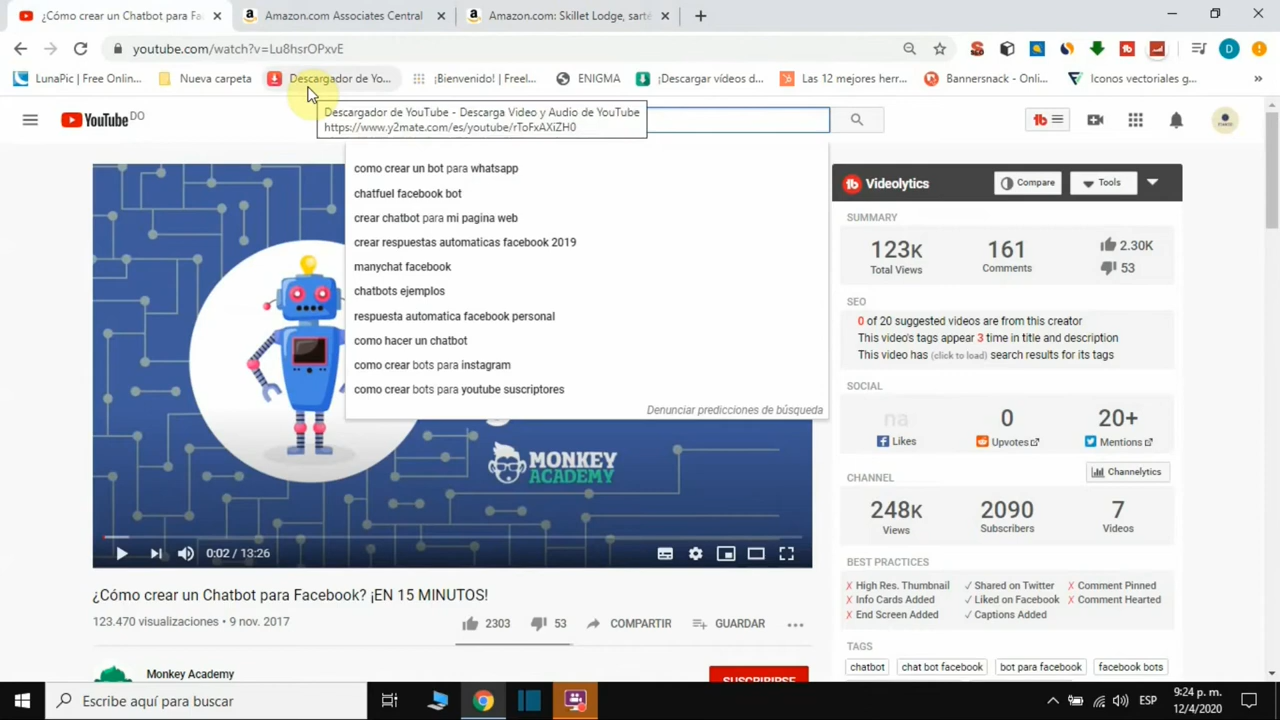 ¿Cómo crear un Chatbot para Fa
Amazon.com Associates Central
Amazon.com: Skillet Lodge, sarté
youtube.com/watch?v=Lu8hsrOPxvE
D
LunaPic | Free Onlin...
Nueva carpeta
Descargador de Yo...
¡Bienvenido! | Freel...
ENIGMA
¡Descargar vídeos d...
Las 12 mejores herr...
Bannersnack - Onli...
Iconos vectoriales g...
Descargador de YouTube - Descarga Video y Audio de YouTube
https://www.y2mate.com/es/youtube/rToFxAXiZH0
YouTube DO
tb
como crear un bot para whatsapp
chatfuel facebook bot
crear chatbot para mi pagina web
crear respuestas automaticas facebook 2019
manychat facebook
chatbots ejemplos
respuesta automatica facebook personal
como hacer un chatbot
como crear bots para instagram
como crear bots para youtube suscriptores
Denunciar predicciones de búsqueda
MONKEY
ACADEMY
0:02 / 13:26
¿Cómo crear un Chatbot para Facebook? ¡EN 15 MINUTOS!
123.470 visualizaciones • 9 nov. 2017
2303
53
COMPARTIR
GUARDAR
Monkey Academy
SUSCRIBIRSE
tb Videolytics
Compare
Tools
SUMMARY
123K
Total Views
161
Comments
2.30K
53
SEO
0 of 20 suggested videos are from this creator
This video's tags appear 3 time in title and description
This video has (click to load) search results for its tags
SOCIAL
na
Likes
0
Upvotes
20+
Mentions
CHANNEL
Channelytics
248K
Views
2090
Subscribers
7
Videos
BEST PRACTICES
X High Res. Thumbnail ✓ Shared on Twitter X Comment Pinned
X Info Cards Added ✓ Liked on Facebook X Comment Hearted
X End Screen Added ✓ Captions Added
TAGS
chatbot
chat bot facebook
bot para facebook
facebook bots
Escribe aquí para buscar
ESP
9:24 p. m.
12/4/2020